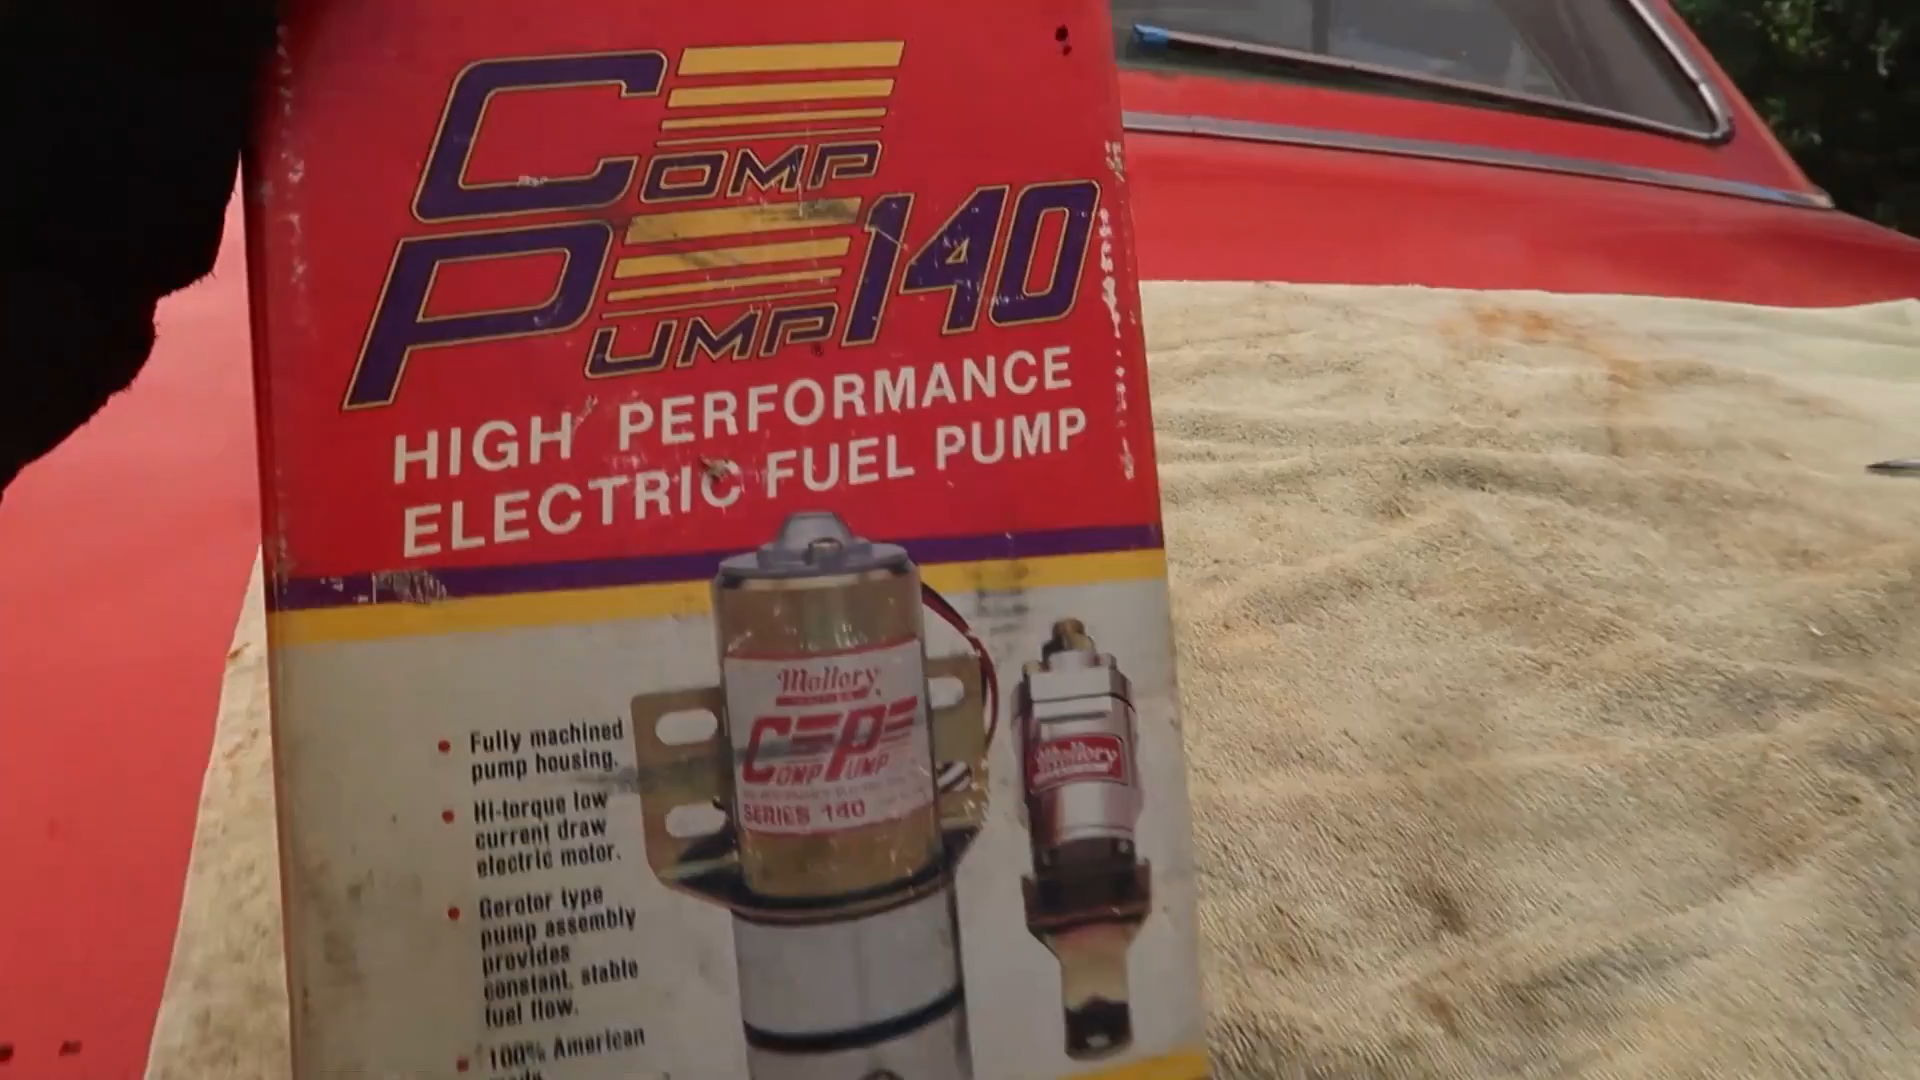 COMP
PUMP 140
HIGH PERFORMANCE
ELECTRIC FUEL PUMP
Mallory
COMP PUMP
SERIES 140
Mallory
• Fully machined
pump housing.
• Hi-torque low
current draw
electric motor.
• Gerotor type
pump assembly
provides
constant, stable
fuel flow.
• 100% American